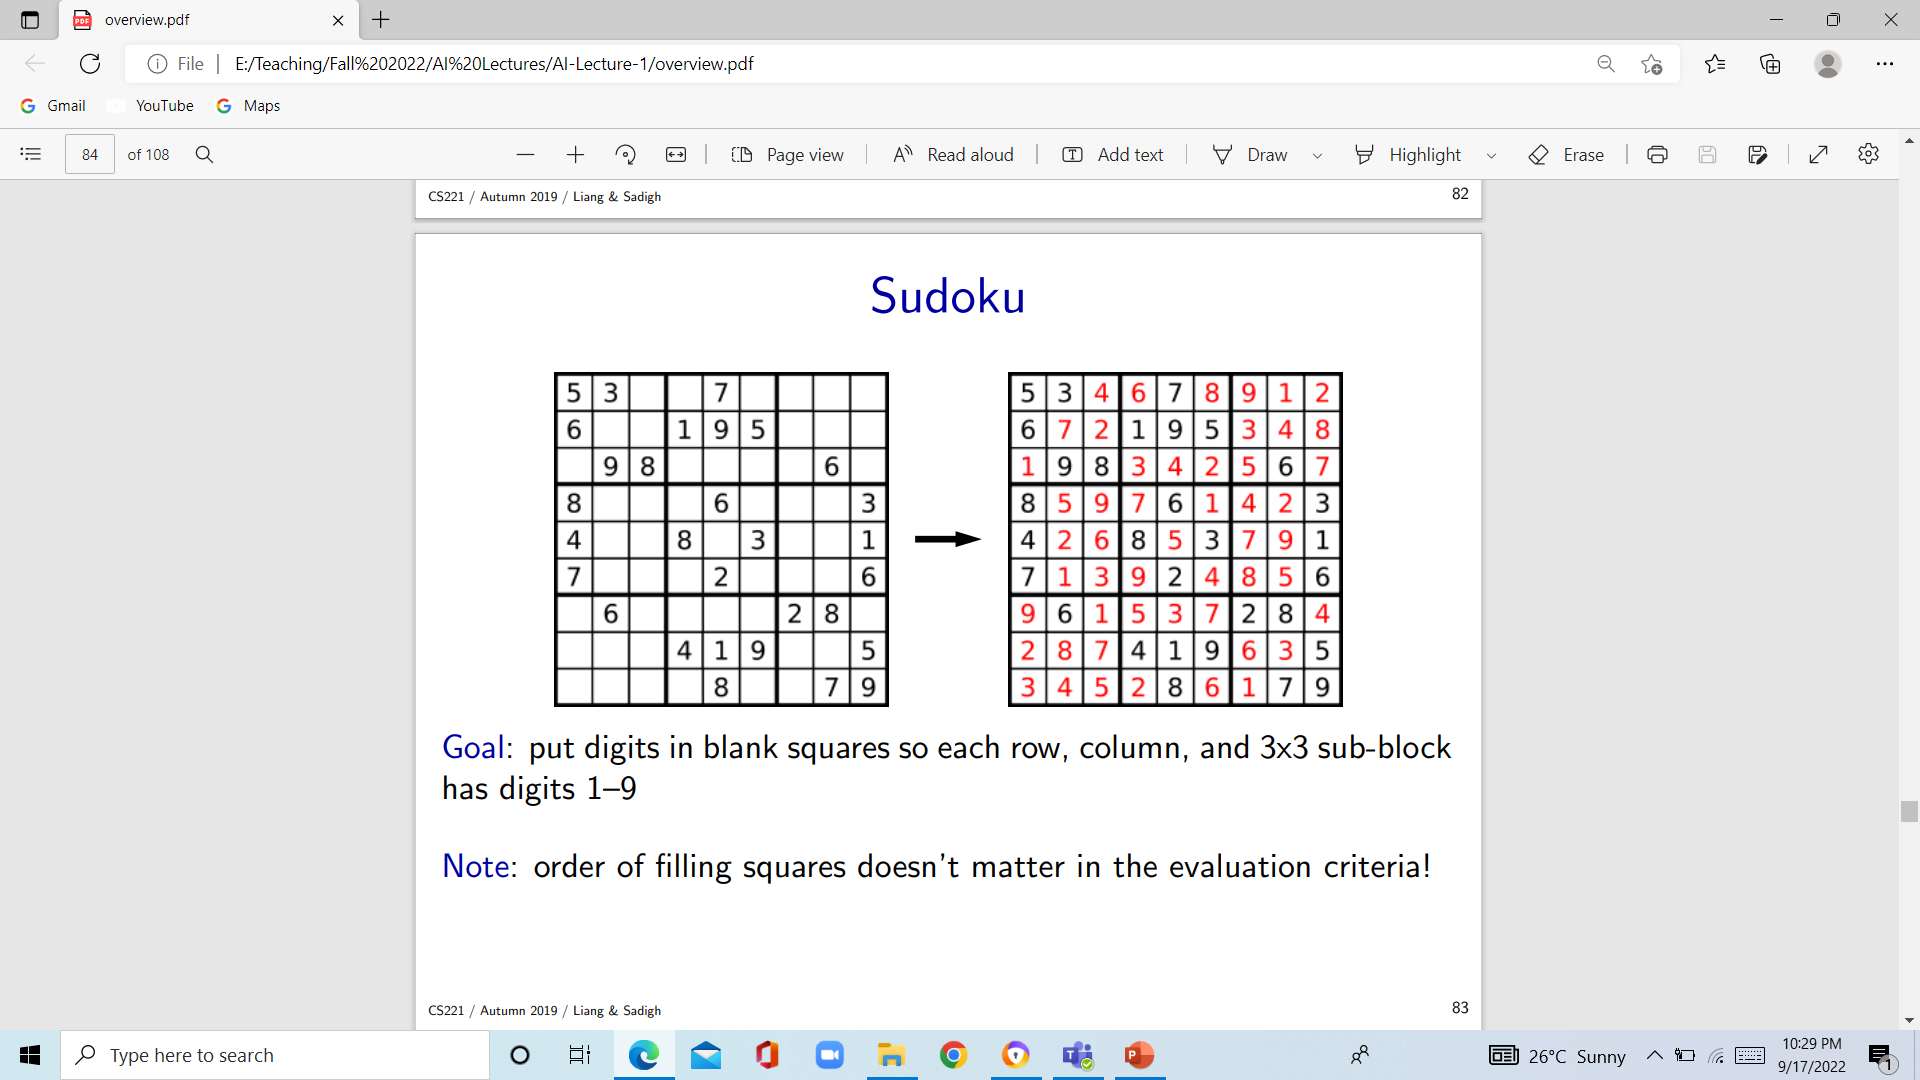 overview.pdf
File E:/Teaching/Fall%202022/AI%20Lectures/AI-Lecture-1/overview.pdf
Gmail YouTube Maps
84 of 108 Page view Read aloud Add text Draw Highlight Erase
CS221 / Autumn 2019 / Liang & Sadigh 82
Sudoku
5 3 7
6 1 9 5
9 8 6
8 6 3
4 8 3 1
7 2 6
6 2 8
4 1 9 5
8 7 9
5 3 4 6 7 8 9 1 2
6 7 2 1 9 5 3 4 8
1 9 8 3 4 2 5 6 7
8 5 9 7 6 1 4 2 3
4 2 6 8 5 3 7 9 1
7 1 3 9 2 4 8 5 6
9 6 1 5 3 7 2 8 4
2 8 7 4 1 9 6 3 5
3 4 5 2 8 6 1 7 9
Goal: put digits in blank squares so each row, column, and 3x3 sub-block
has digits 1–9
Note: order of filling squares doesn't matter in the evaluation criteria!
CS221 / Autumn 2019 / Liang & Sadigh 83
Type here to search
26°C Sunny
10:29 PM
9/17/2022
1